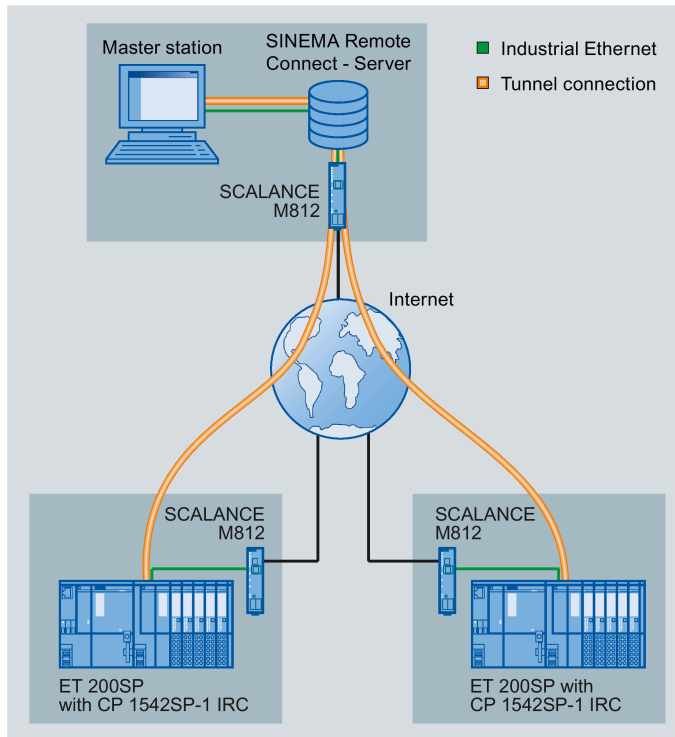 Master station
SINEMA Remote
Connect - Server
Industrial Ethernet
Tunnel connection
SCALANCE
M812
Internet
SCALANCE
M812
SCALANCE
M812
ET 200SP
with CP 1542SP-1 IRC
ET 200SP with
CP 1542SP-1 IRC